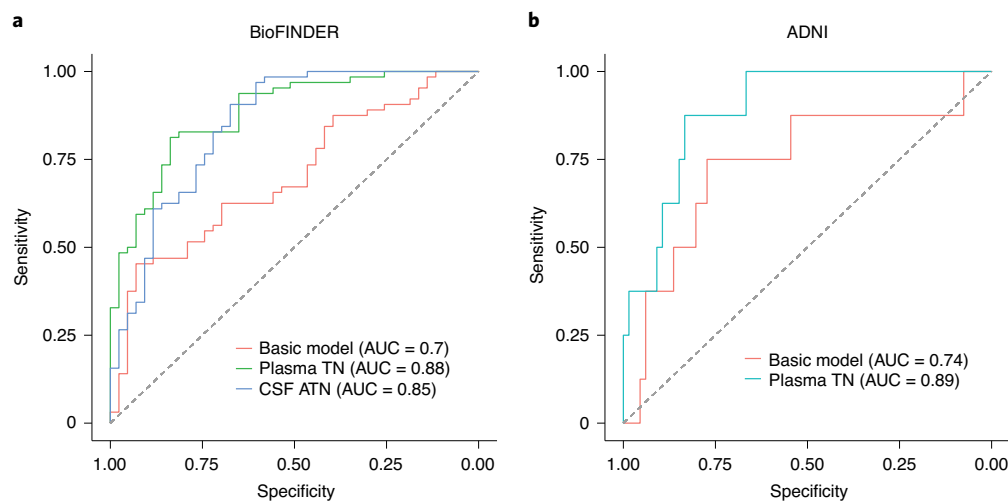 a
BioFINDER
1.00
0.75
0.50
0.25
0
Sensitivity
Basic model (AUC = 0.7)
Plasma TN (AUC = 0.88)
CSF ATN (AUC = 0.85)
1.00 0.75 0.50 0.25 0.00
Specificity
b
ADNI
1.00
0.75
0.50
0.25
0
Sensitivity
Basic model (AUC = 0.74)
Plasma TN (AUC = 0.89)
1.00 0.75 0.50 0.25 0.00
Specificity